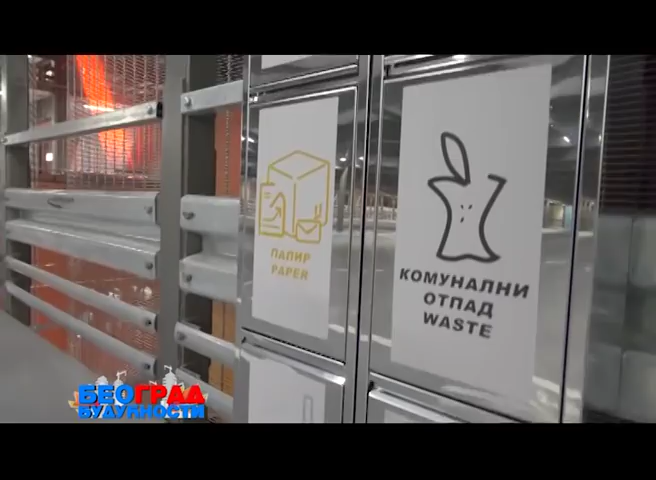 ПАПИР
PAPER
КОМУНАЛНИ
ОТПАД
WASTE
БЕОГРАД
БУДУЋНОСТИ